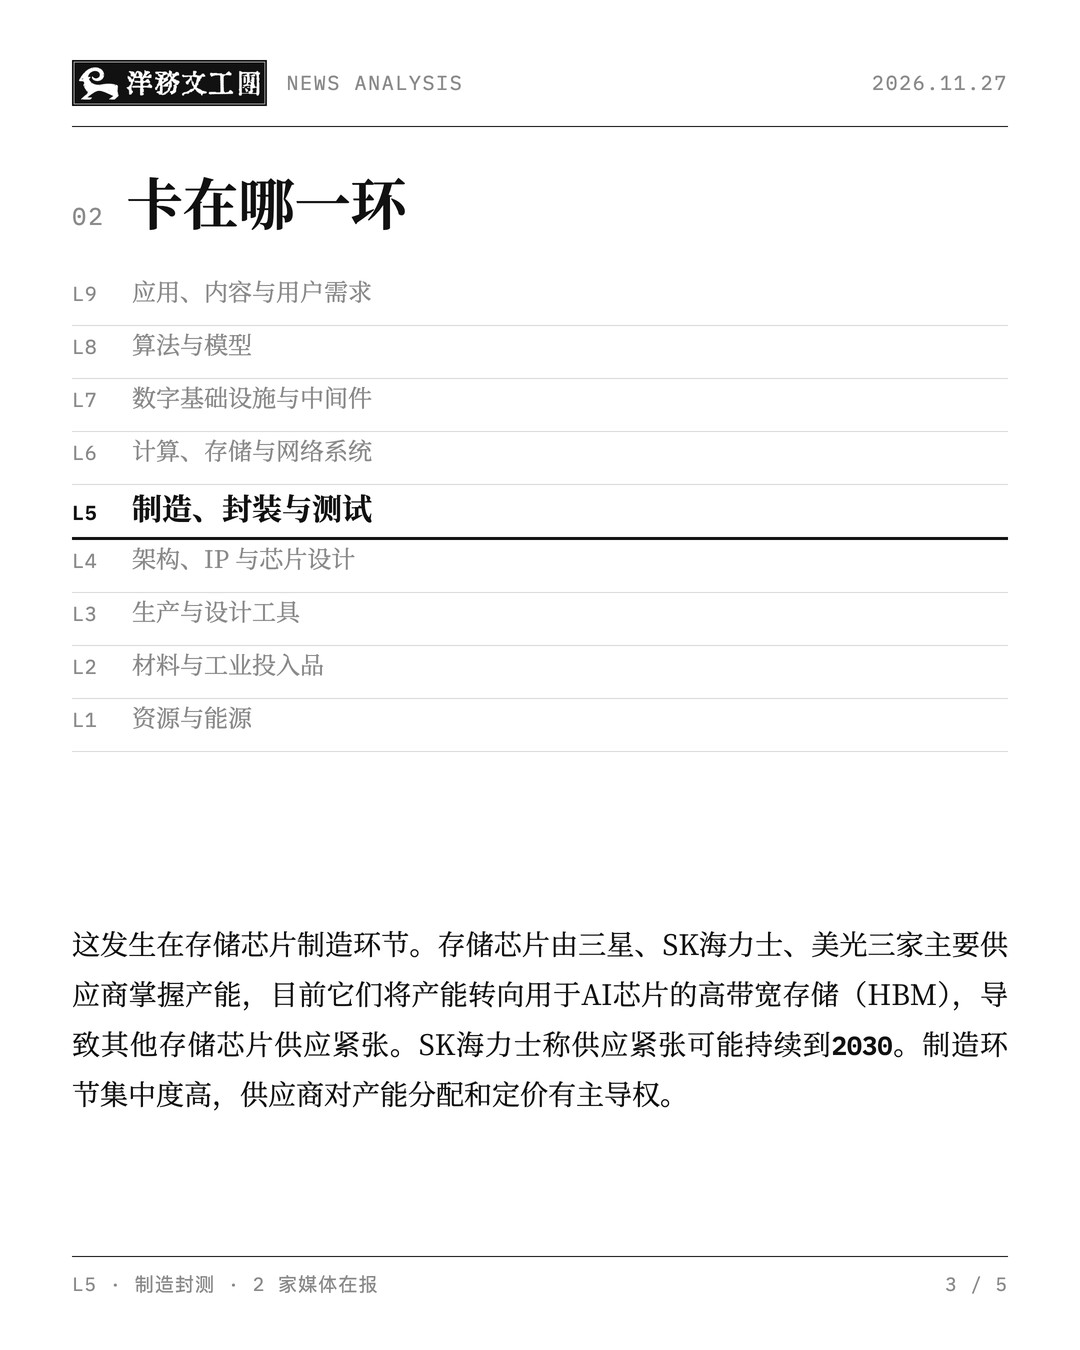 洋務文工團 NEWS ANALYSIS 2026.11.27
02 卡在哪一环
L9 应用、内容与用户需求
L8 算法与模型
L7 数字基础设施与中间件
L6 计算、存储与网络系统
L5 制造、封装与测试
L4 架构、IP 与芯片设计
L3 生产与设计工具
L2 材料与工业投入品
L1 资源与能源
这发生在存储芯片制造环节。存储芯片由三星、SK海力士、美光三家主要供
应商掌握产能，目前它们将产能转向用于AI芯片的高带宽存储（HBM），导
致其他存储芯片供应紧张。SK海力士称供应紧张可能持续到2030。制造环
节集中度高，供应商对产能分配和定价有主导权。
L5 · 制造封测 · 2 家媒体在报 3 / 5